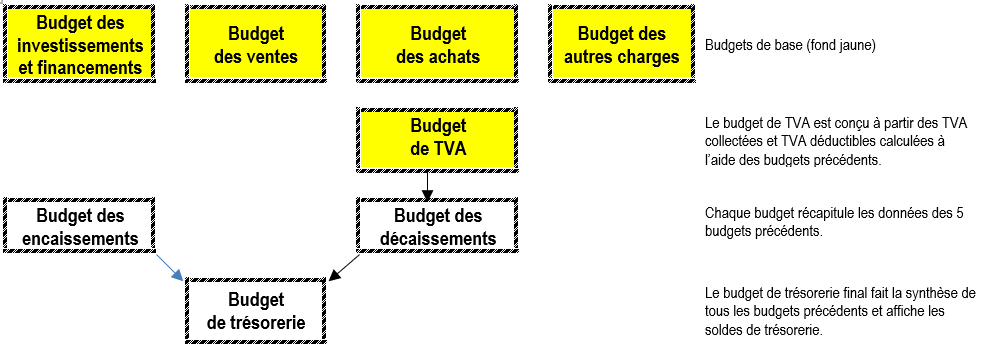 Budget des
investissements
et financements
Budget
des ventes
Budget
des achats
Budget des
autres charges
Budgets de base (fond jaune)
Budget
de TVA
Le budget de TVA est conçu à partir des TVA
collectées et TVA déductibles calculées à
l’aide des budgets précédents.
Budget des
encaissements
Budget des
décaissements
Chaque budget récapitule les données des 5
budgets précédents.
Budget
de trésorerie
Le budget de trésorerie final fait la synthèse de
tous les budgets précédents et affiche les
soldes de trésorerie.